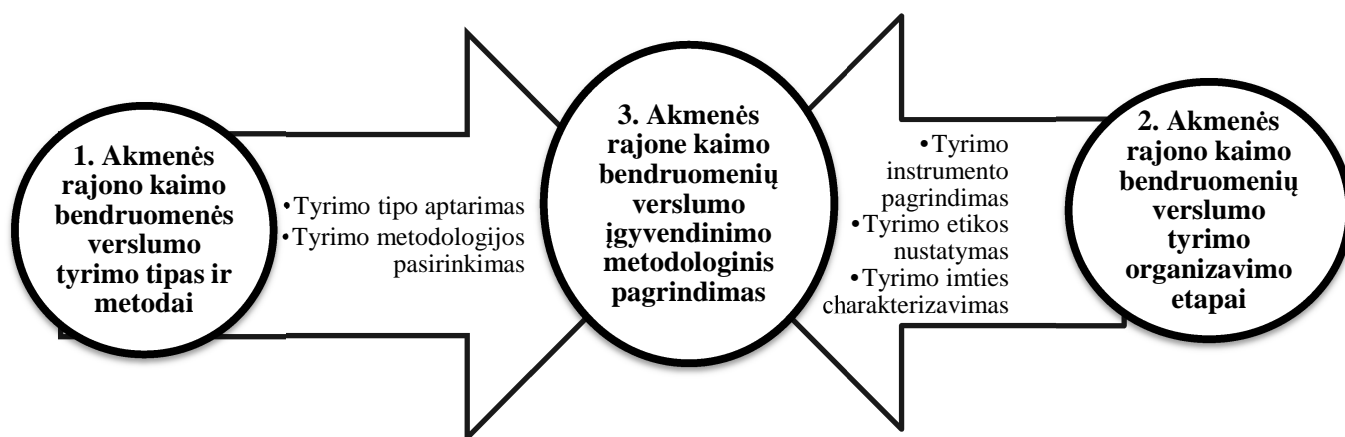 1. Akmenės
rajono kaimo
bendruomenės
verslumo
tyrimo tipas ir
metodai
•Tyrimo tipo aptarimas
•Tyrimo metodologijos
pasirinkimas
3. Akmenės
rajone kaimo
bendruomenių
verslumo
įgyvendinimo
metodologinis
pagrindimas
•Tyrimo
instrumento
pagrindimas
•Tyrimo etikos
nustatymas
•Tyrimo imties
charakterizavimas
2. Akmenės
rajono kaimo
bendruomenių
verslumo
tyrimo
organizavimo
etapai